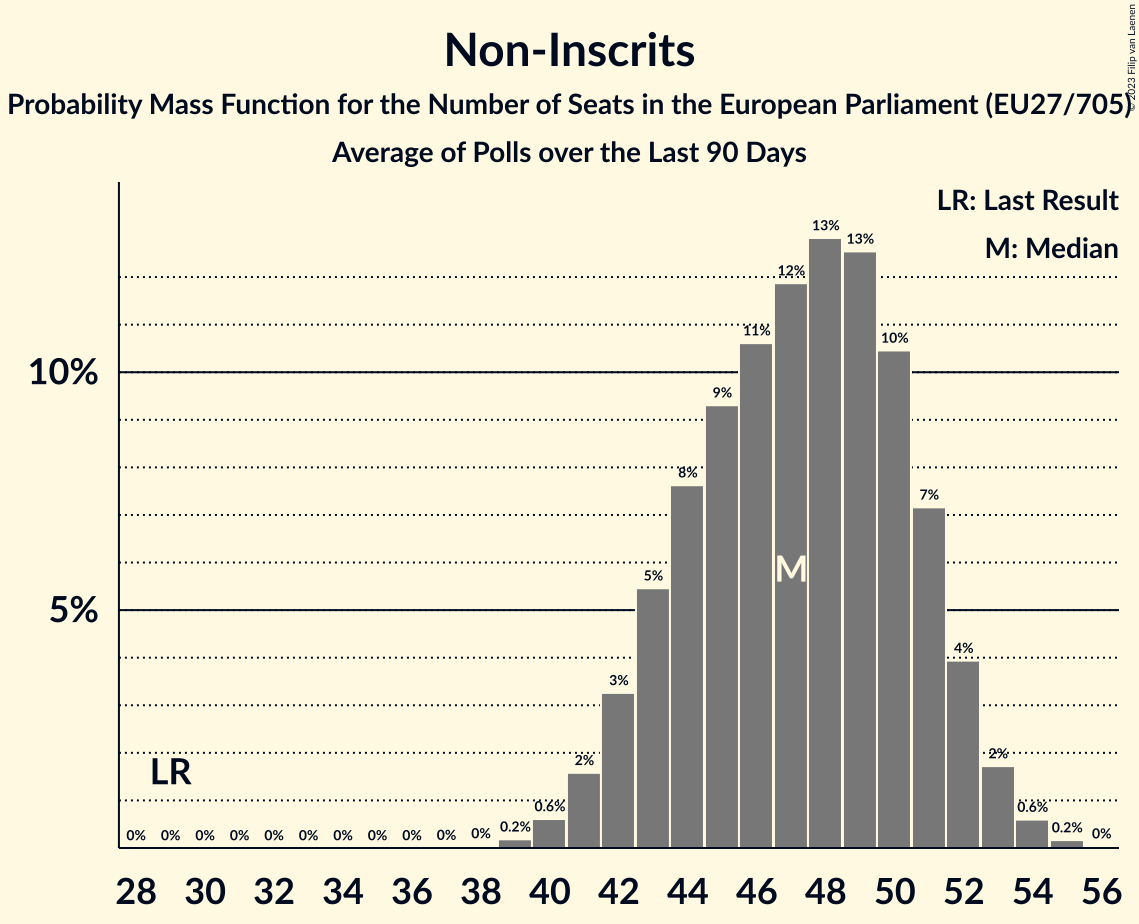 Non-Inscrits
Probability Mass Function for the Number of Seats in the European Parliament (EU27/705)
Average of Polls over the Last 90 Days
© 2023 Filip van Laenen
LR: Last Result
M: Median
13%
13%
12%
11%
10%
10%
9%
8%
7%
M
5%
5%
4%
3%
2%
2%
LR
0% 0% 0% 0% 0% 0% 0% 0% 0% 0% 0% 0.2% 0.6% 0.6% 0.2% 0%
28 30 32 34 36 38 40 42 44 46 48 50 52 54 56